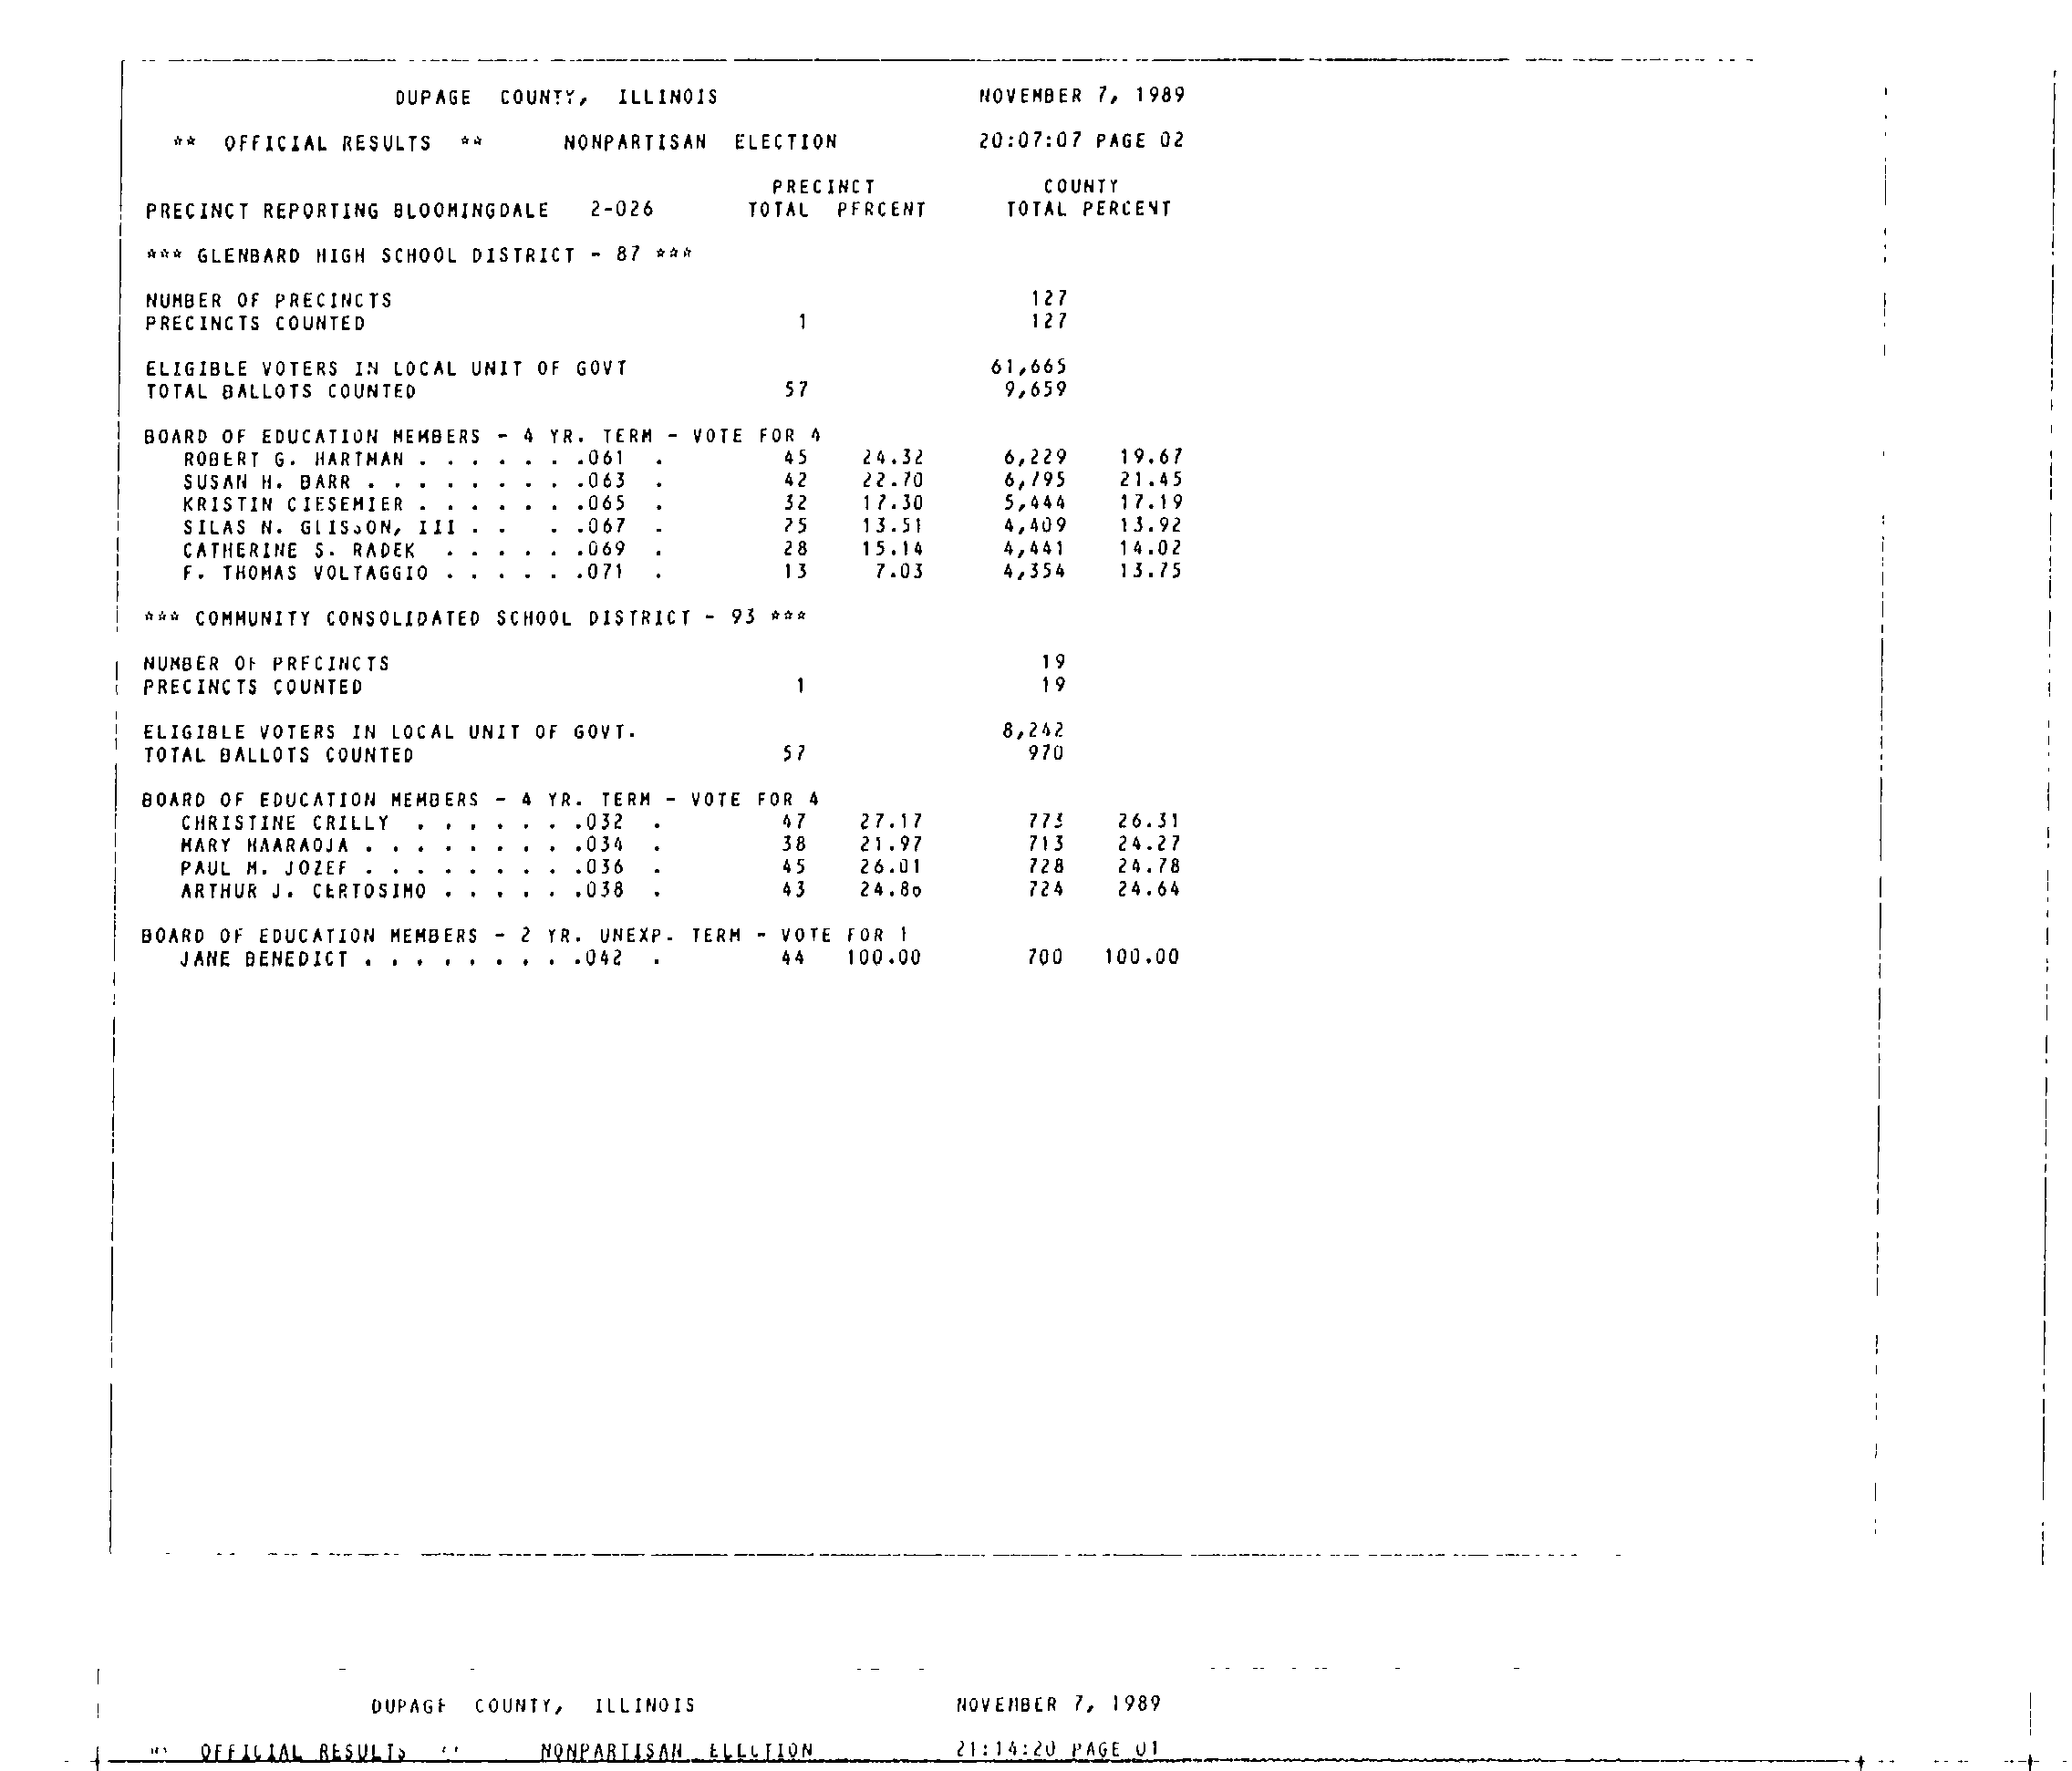 DUPAGE COUNTY, ILLINOIS NOVEMBER 7, 1989
** OFFICIAL RESULTS ** NONPARTISAN ELECTION 20:07:07 PAGE 02
PRECINCT COUNTY
PRECINCT REPORTING BLOOMINGDALE 2-026 TOTAL PERCENT TOTAL PERCENT
*** GLENBARD HIGH SCHOOL DISTRICT - 87 ***
NUMBER OF PRECINCTS 127
PRECINCTS COUNTED 1 127
ELIGIBLE VOTERS IN LOCAL UNIT OF GOVT 61,665
TOTAL BALLOTS COUNTED 57 9,659
BOARD OF EDUCATION MEMBERS - 4 YR. TERM - VOTE FOR 4
ROBERT G. HARTMAN . . . . . . .061 . 45 24.32 6,229 19.67
SUSAN H. BARR . . . . . . . . .063 . 42 22.70 6,795 21.45
KRISTIN CIESEMIER . . . . . . .065 . 32 17.30 5,444 17.19
SILAS N. GLISSON, III . . . .067 . 25 13.51 4,409 13.92
CATHERINE S. RADEK . . . . . .069 . 28 15.14 4,441 14.02
F. THOMAS VOLTAGGIO . . . . . .071 . 13 7.03 4,354 13.75
*** COMMUNITY CONSOLIDATED SCHOOL DISTRICT - 93 ***
NUMBER OF PRECINCTS 19
PRECINCTS COUNTED 1 19
ELIGIBLE VOTERS IN LOCAL UNIT OF GOVT. 8,242
TOTAL BALLOTS COUNTED 57 970
BOARD OF EDUCATION MEMBERS - 4 YR. TERM - VOTE FOR 4
CHRISTINE CRILLY . . . . . . .032 . 47 27.17 773 26.31
MARY HAARAOJA . . . . . . . . .034 . 38 21.97 713 24.27
PAUL M. JOZEF . . . . . . . . .036 . 45 26.01 728 24.78
ARTHUR J. CERTOSIMO . . . . . .038 . 43 24.86 724 24.64
BOARD OF EDUCATION MEMBERS - 2 YR. UNEXP. TERM - VOTE FOR 1
JANE BENEDICT . . . . . . . . .042 . 44 100.00 700 100.00
DUPAGE COUNTY, ILLINOIS NOVEMBER 7, 1989
** OFFICIAL RESULTS ** NONPARTISAN ELECTION 21:14:20 PAGE 01